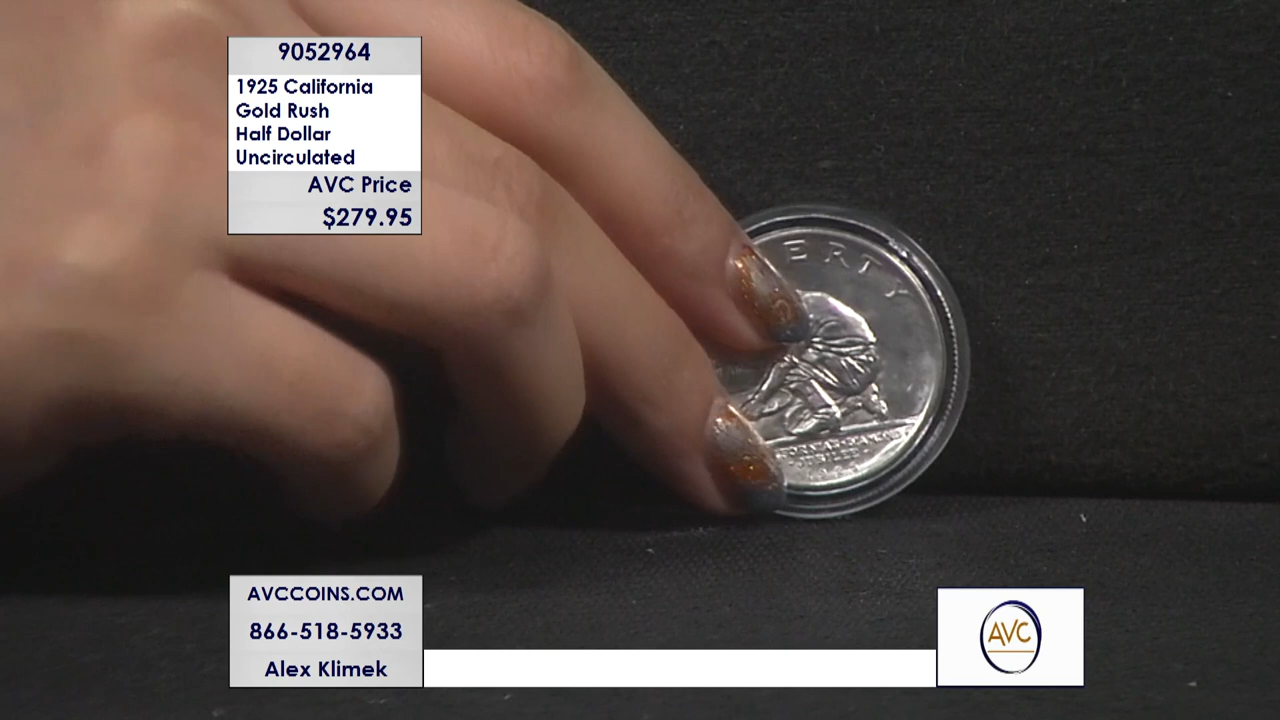 9052964
1925 California
Gold Rush
Half Dollar
Uncirculated
AVC Price
$279.95
ERTY
AVCCOINS.COM
866-518-5933
Alex Klimek
AVC